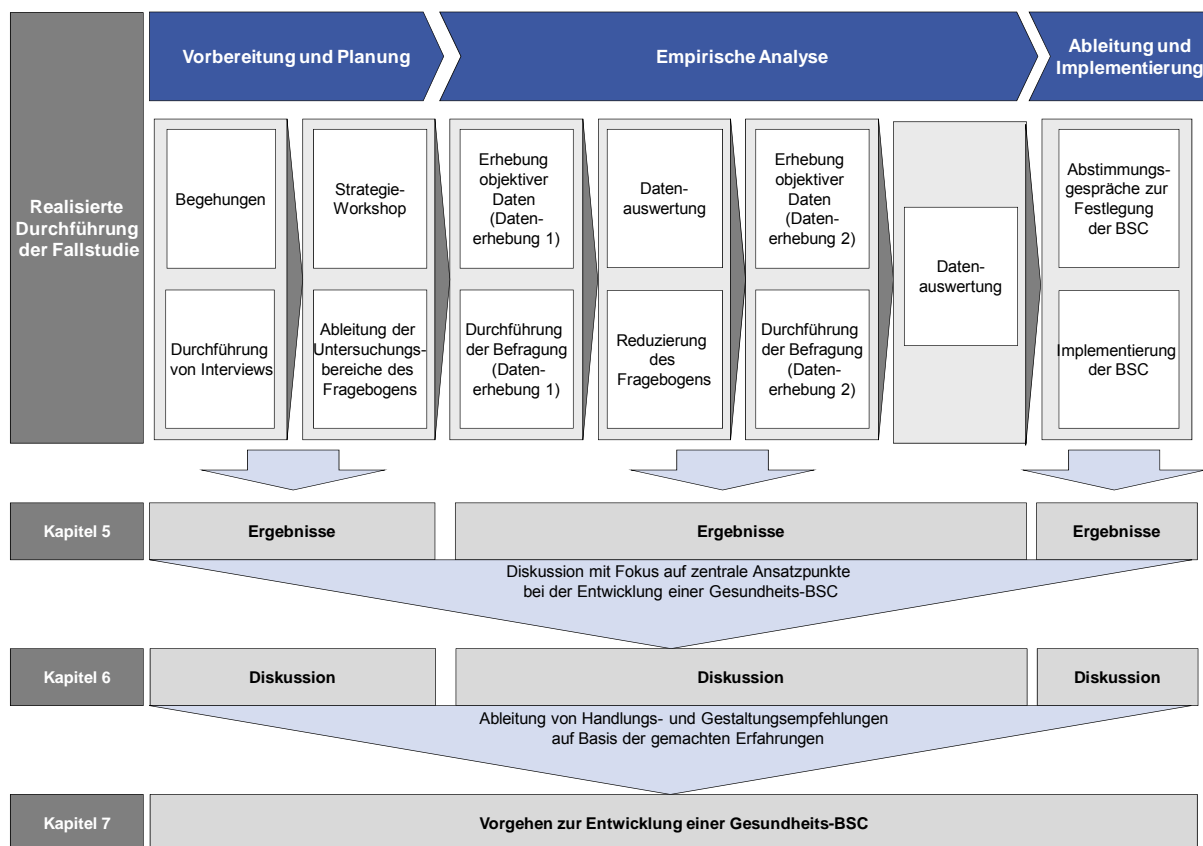 Vorbereitung und Planung
Empirische Analyse
Ableitung und
Implementierung
Realisierte
Durchführung
der Fallstudie
Begehungen
Durchführung
von Interviews
Strategie-
Workshop
Ableitung der
Untersuchungs-
bereiche des
Fragebogens
Erhebung
objektiver
Daten
(Daten-
erhebung 1)
Durchführung
der Befragung
(Daten-
erhebung 1)
Daten-
auswertung
Reduzierung
des
Fragebogens
Erhebung
objektiver
Daten
(Daten-
erhebung 2)
Durchführung
der Befragung
(Daten-
erhebung 2)
Daten-
auswertung
Abstimmungs-
gespräche zur
Festlegung
der BSC
Implementierung
der BSC
Kapitel 5
Ergebnisse
Ergebnisse
Ergebnisse
Diskussion mit Fokus auf zentrale Ansatzpunkte
bei der Entwicklung einer Gesundheits-BSC
Kapitel 6
Diskussion
Diskussion
Diskussion
Ableitung von Handlungs- und Gestaltungsempfehlungen
auf Basis der gemachten Erfahrungen
Kapitel 7
Vorgehen zur Entwicklung einer Gesundheits-BSC